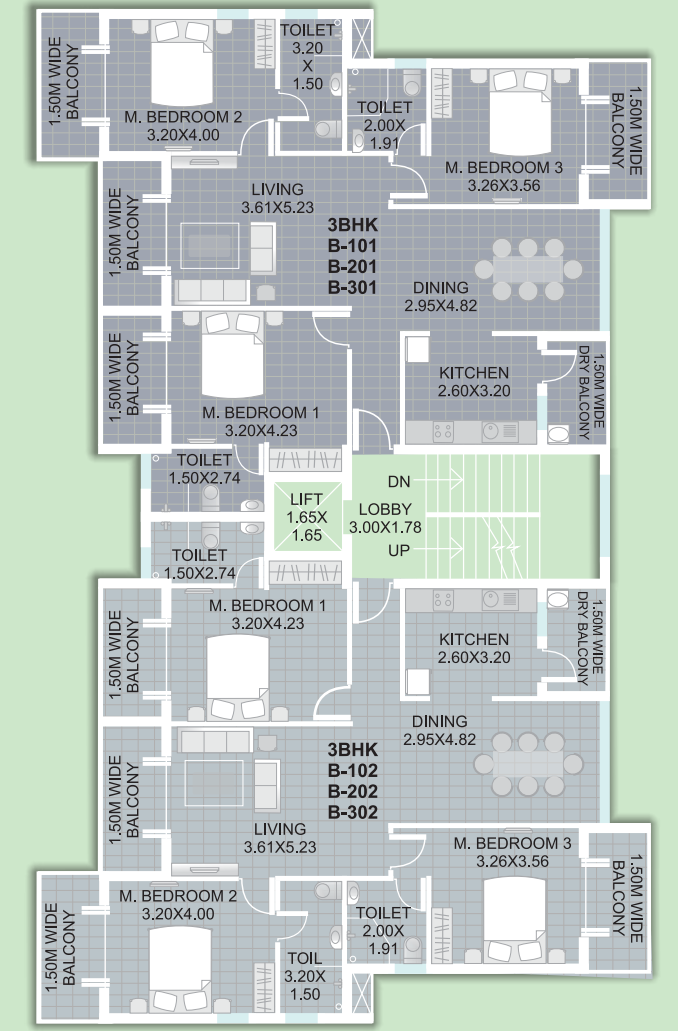 TOILET
3.20
X
1.50
1.50M WIDE
BALCONY
M. BEDROOM 2
3.20X4.00
TOILET
2.00X
1.91
1.50M WIDE
BALCONY
M. BEDROOM 3
3.26X3.56
1.50M WIDE
BALCONY
LIVING
3.61X5.23
3BHK
B-101
B-201
B-301
DINING
2.95X4.82
1.50M WIDE
BALCONY
M. BEDROOM 1
3.20X4.23
KITCHEN
2.60X3.20
1.50M WIDE
DRY BALCONY
TOILET
1.50X2.74
LIFT
1.65X
1.65
LOBBY
3.00X1.78
DN
UP
TOILET
1.50X2.74
M. BEDROOM 1
3.20X4.23
1.50M WIDE
BALCONY
KITCHEN
2.60X3.20
1.50M WIDE
DRY BALCONY
DINING
2.95X4.82
3BHK
B-102
B-202
B-302
1.50M WIDE
BALCONY
LIVING
3.61X5.23
M. BEDROOM 3
3.26X3.56
1.50M WIDE
BALCONY
M. BEDROOM 2
3.20X4.00
1.50M WIDE
BALCONY
TOILET
2.00X
1.91
TOIL
3.20X
1.50